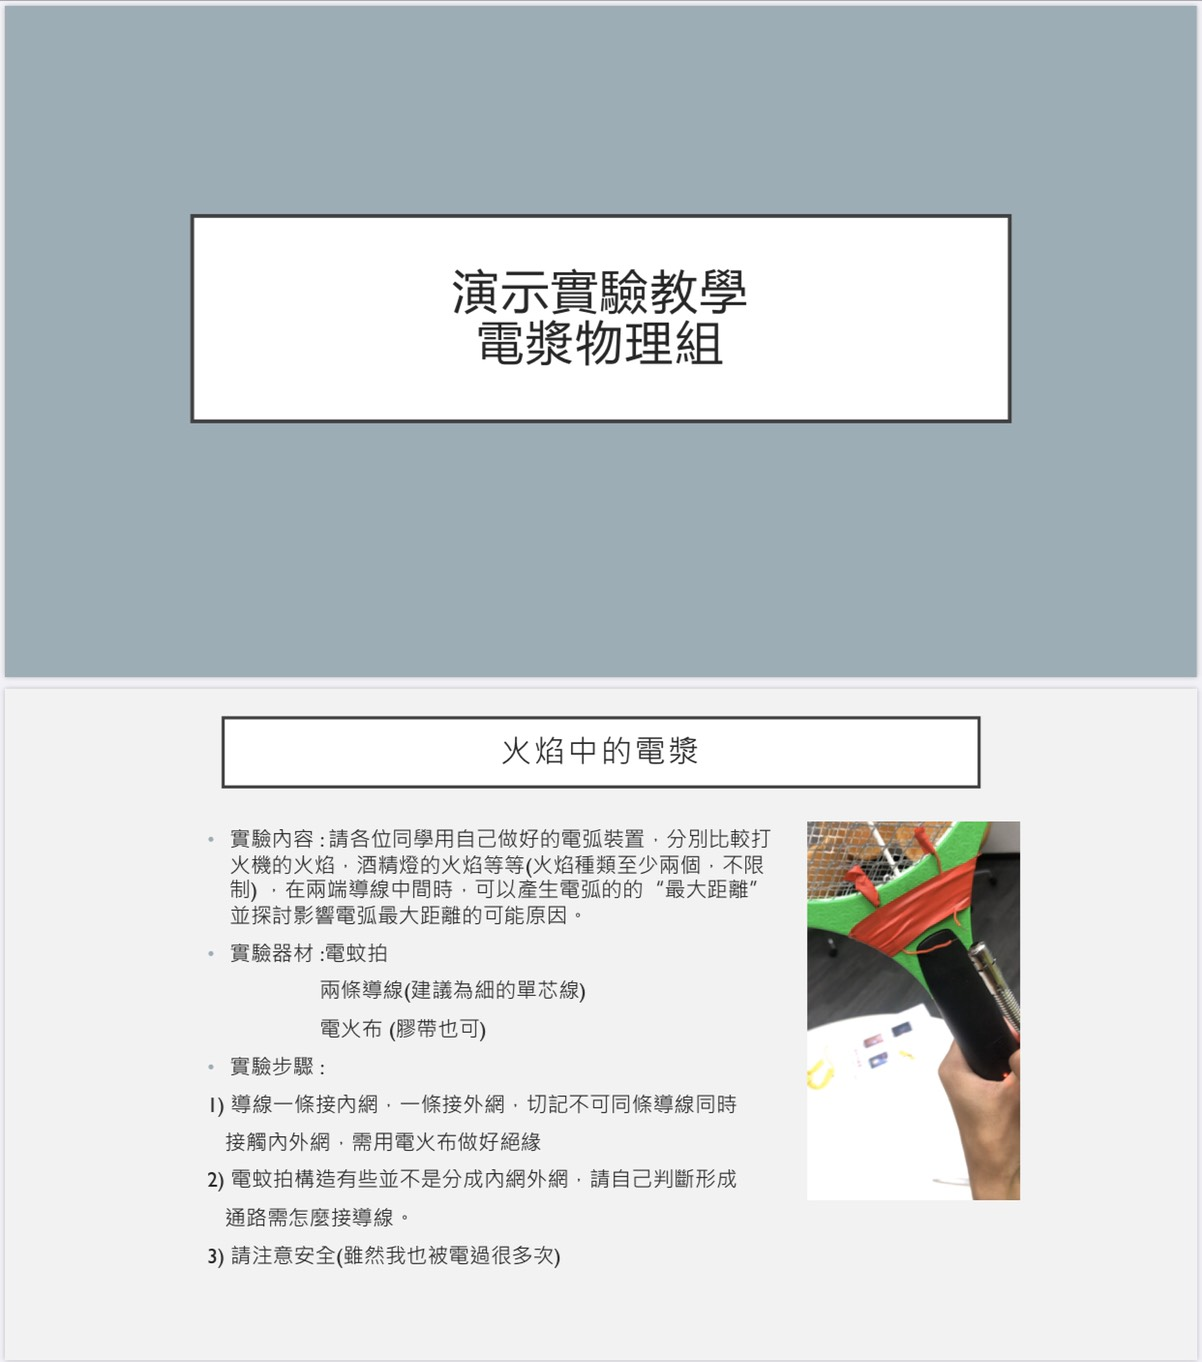 演示實驗教學
電漿物理組
火焰中的電漿
• 實驗內容:請各位同學用自己做好的電弧裝置，分別比較打
火機的火焰，酒精燈的火焰等等(火焰種類至少兩個，不限
制) ，在兩端導線中間時，可以產生電弧的的“最大距離”
並探討影響電弧最大距離的可能原因。
• 實驗器材:電蚊拍
兩條導線(建議為細的單芯線)
電火布 (膠帶也可)
• 實驗步驟:
1) 導線一條接內網，一條接外網，切記不可同條導線同時
接觸內外網，需用電火布做好絕緣
2) 電蚊拍構造有些並不是分成內網外網，請自己判斷形成
通路需怎麼接導線。
3) 請注意安全(雖然我也被電過很多次)